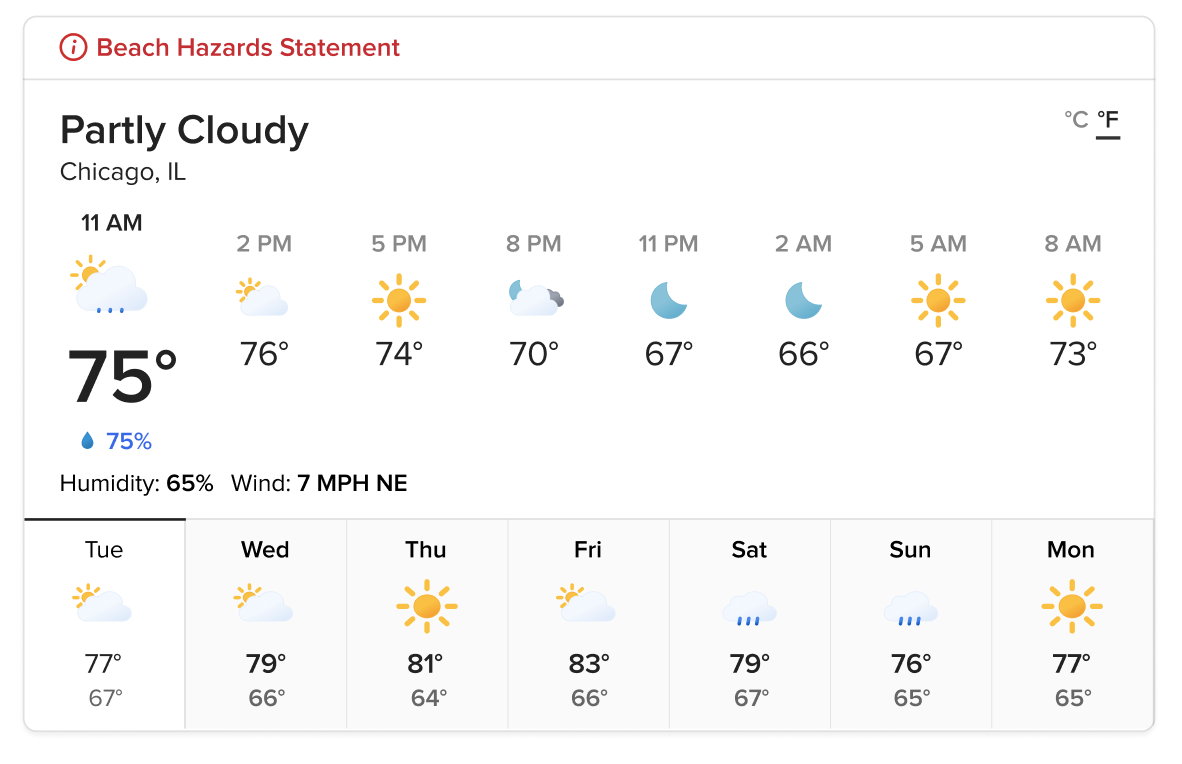 Beach Hazards Statement
Partly Cloudy
°C °F
Chicago, IL
11 AM
2 PM 5 PM 8 PM 11 PM 2 AM 5 AM 8 AM
75° 76° 74° 70° 67° 66° 67° 73°
75%
Humidity: 65% Wind: 7 MPH NE
Tue Wed Thu Fri Sat Sun Mon
77° 79° 81° 83° 79° 76° 77°
67° 66° 64° 66° 67° 65° 65°